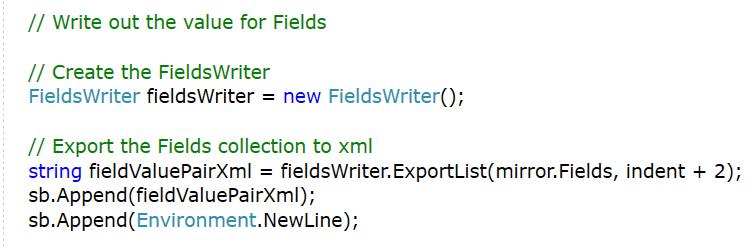 // Write out the value for Fields
// Create the FieldsWriter
FieldsWriter fieldsWriter = new FieldsWriter();
// Export the Fields collection to xml
string fieldValuePairXml = fieldsWriter.ExportList(mirror.Fields, indent + 2);
sb.Append(fieldValuePairXml);
sb.Append(Environment.NewLine);